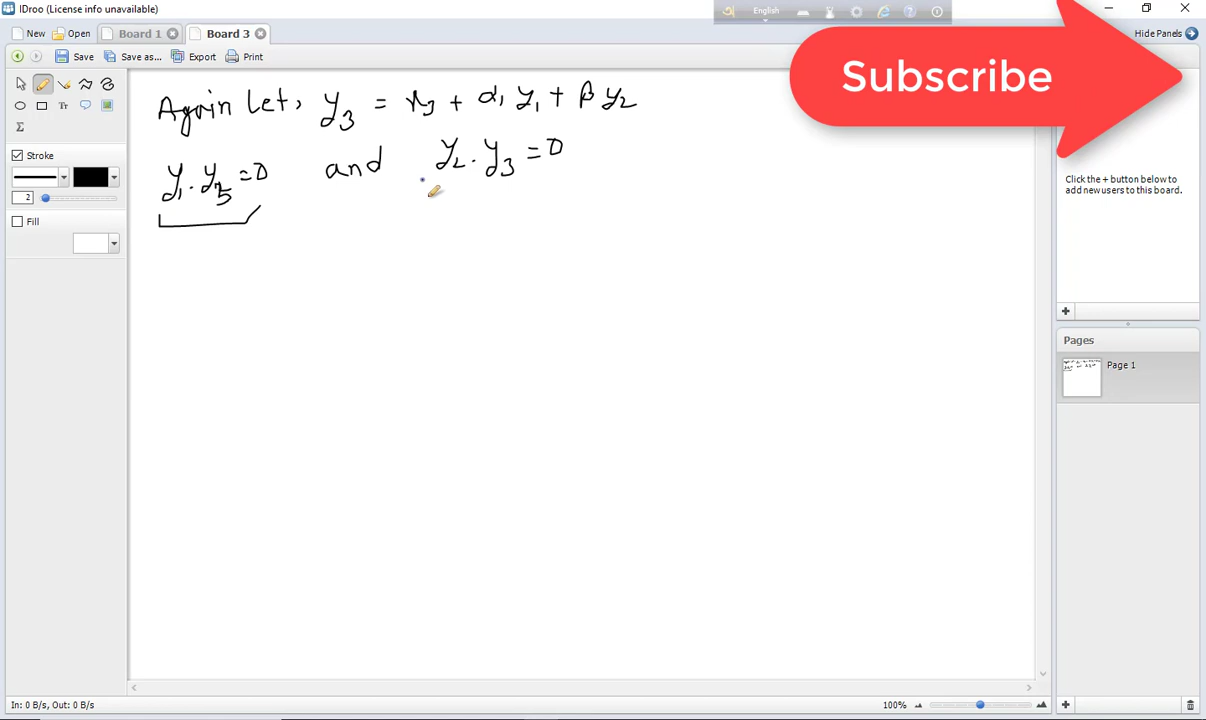 IDroo (License info unavailable)
English
New Open Board 1 Board 3
Hide Panels
Save Save as... Export Print
Subscribe
Again let, y3 = x3 + α1 y1 + β y2
y1 . y3 = 0 and y2 . y3 = 0
Tr
Σ
Stroke
2
Fill
Click the + button below to
add new users to this board.
Pages
Page 1
In: 0 B/s, Out: 0 B/s
100%